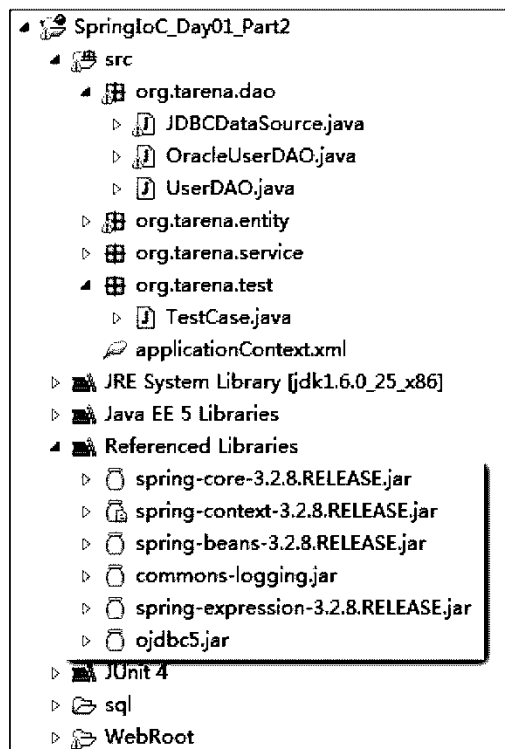 SpringIoC_Day01_Part2
src
org.tarena.dao
JDBCDataSource.java
OracleUserDAO.java
UserDAO.java
org.tarena.entity
org.tarena.service
org.tarena.test
TestCase.java
applicationContext.xml
JRE System Library [jdk1.6.0_25_x86]
Java EE 5 Libraries
Referenced Libraries
spring-core-3.2.8.RELEASE.jar
spring-context-3.2.8.RELEASE.jar
spring-beans-3.2.8.RELEASE.jar
commons-logging.jar
spring-expression-3.2.8.RELEASE.jar
ojdbc5.jar
JUnit 4
sql
WebRoot